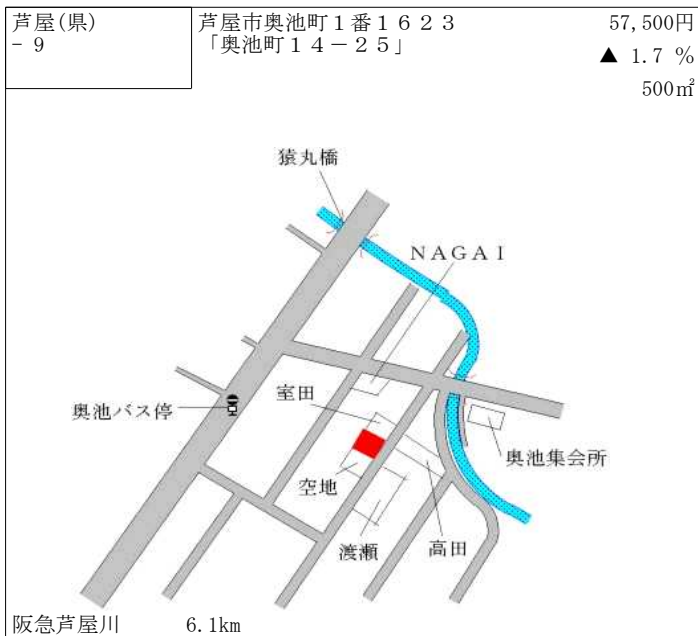 芦屋(県)
- 9
芦屋市奥池町１番１６２３
「奥池町１４－２５」
57,500円
▲ 1.7 %
500㎡
猿丸橋
ＮＡＧＡＩ
室田
奥池バス停
奥池集会所
空地
渡瀬
高田
阪急芦屋川 6.1km